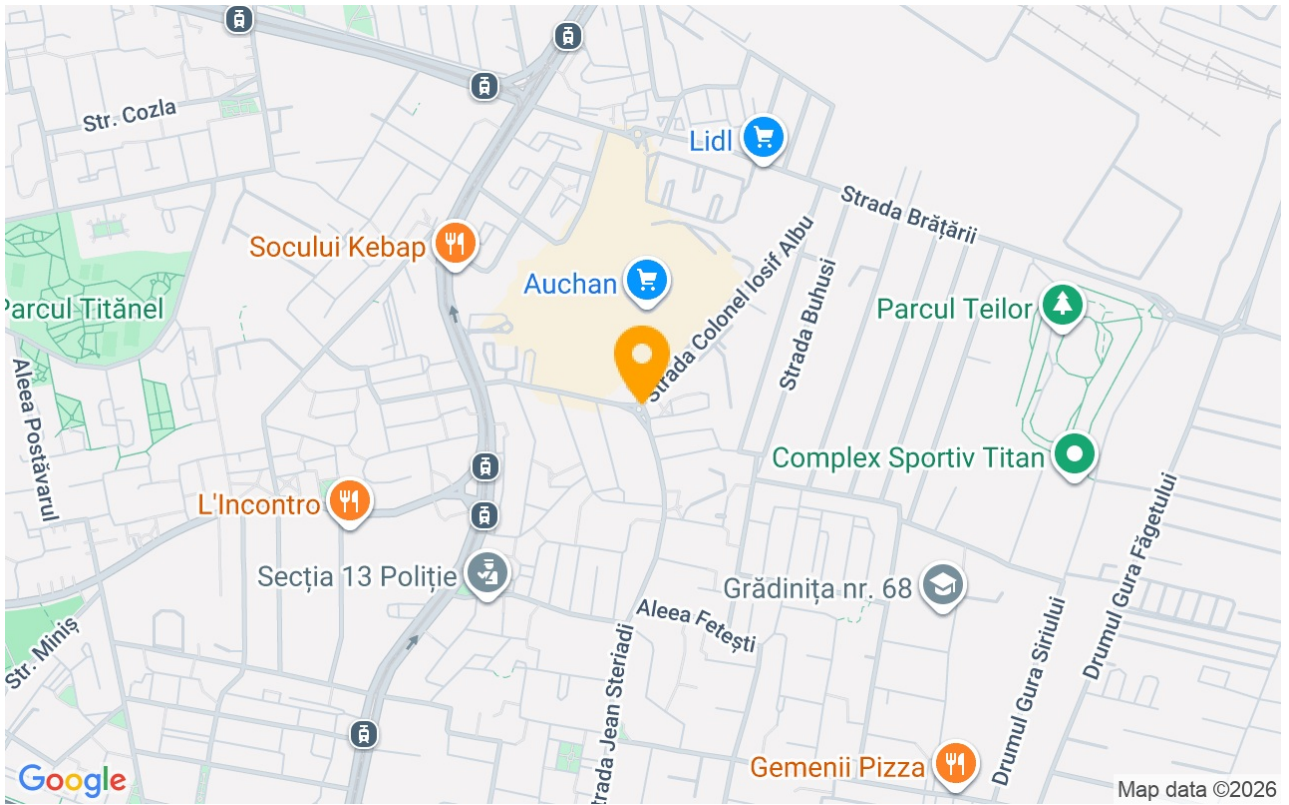 Str. Cozla
Lidl
Strada Brățării
Socului Kebap
Strada Colonel Iosif Albu
Auchan
Strada Buhusi
Parcul Teilor
Parcul Titănel
Aleea Postăvarul
Complex Sportiv Titan
L'Incontro
Drumul Gura Făgetului
Secția 13 Poliție
Grădinița nr. 68
Aleea Fetești
Str. Miniș
Drumul Gura Siriului
Strada Jean Steriadi
Gemenii Pizza
Google
Map data ©2026